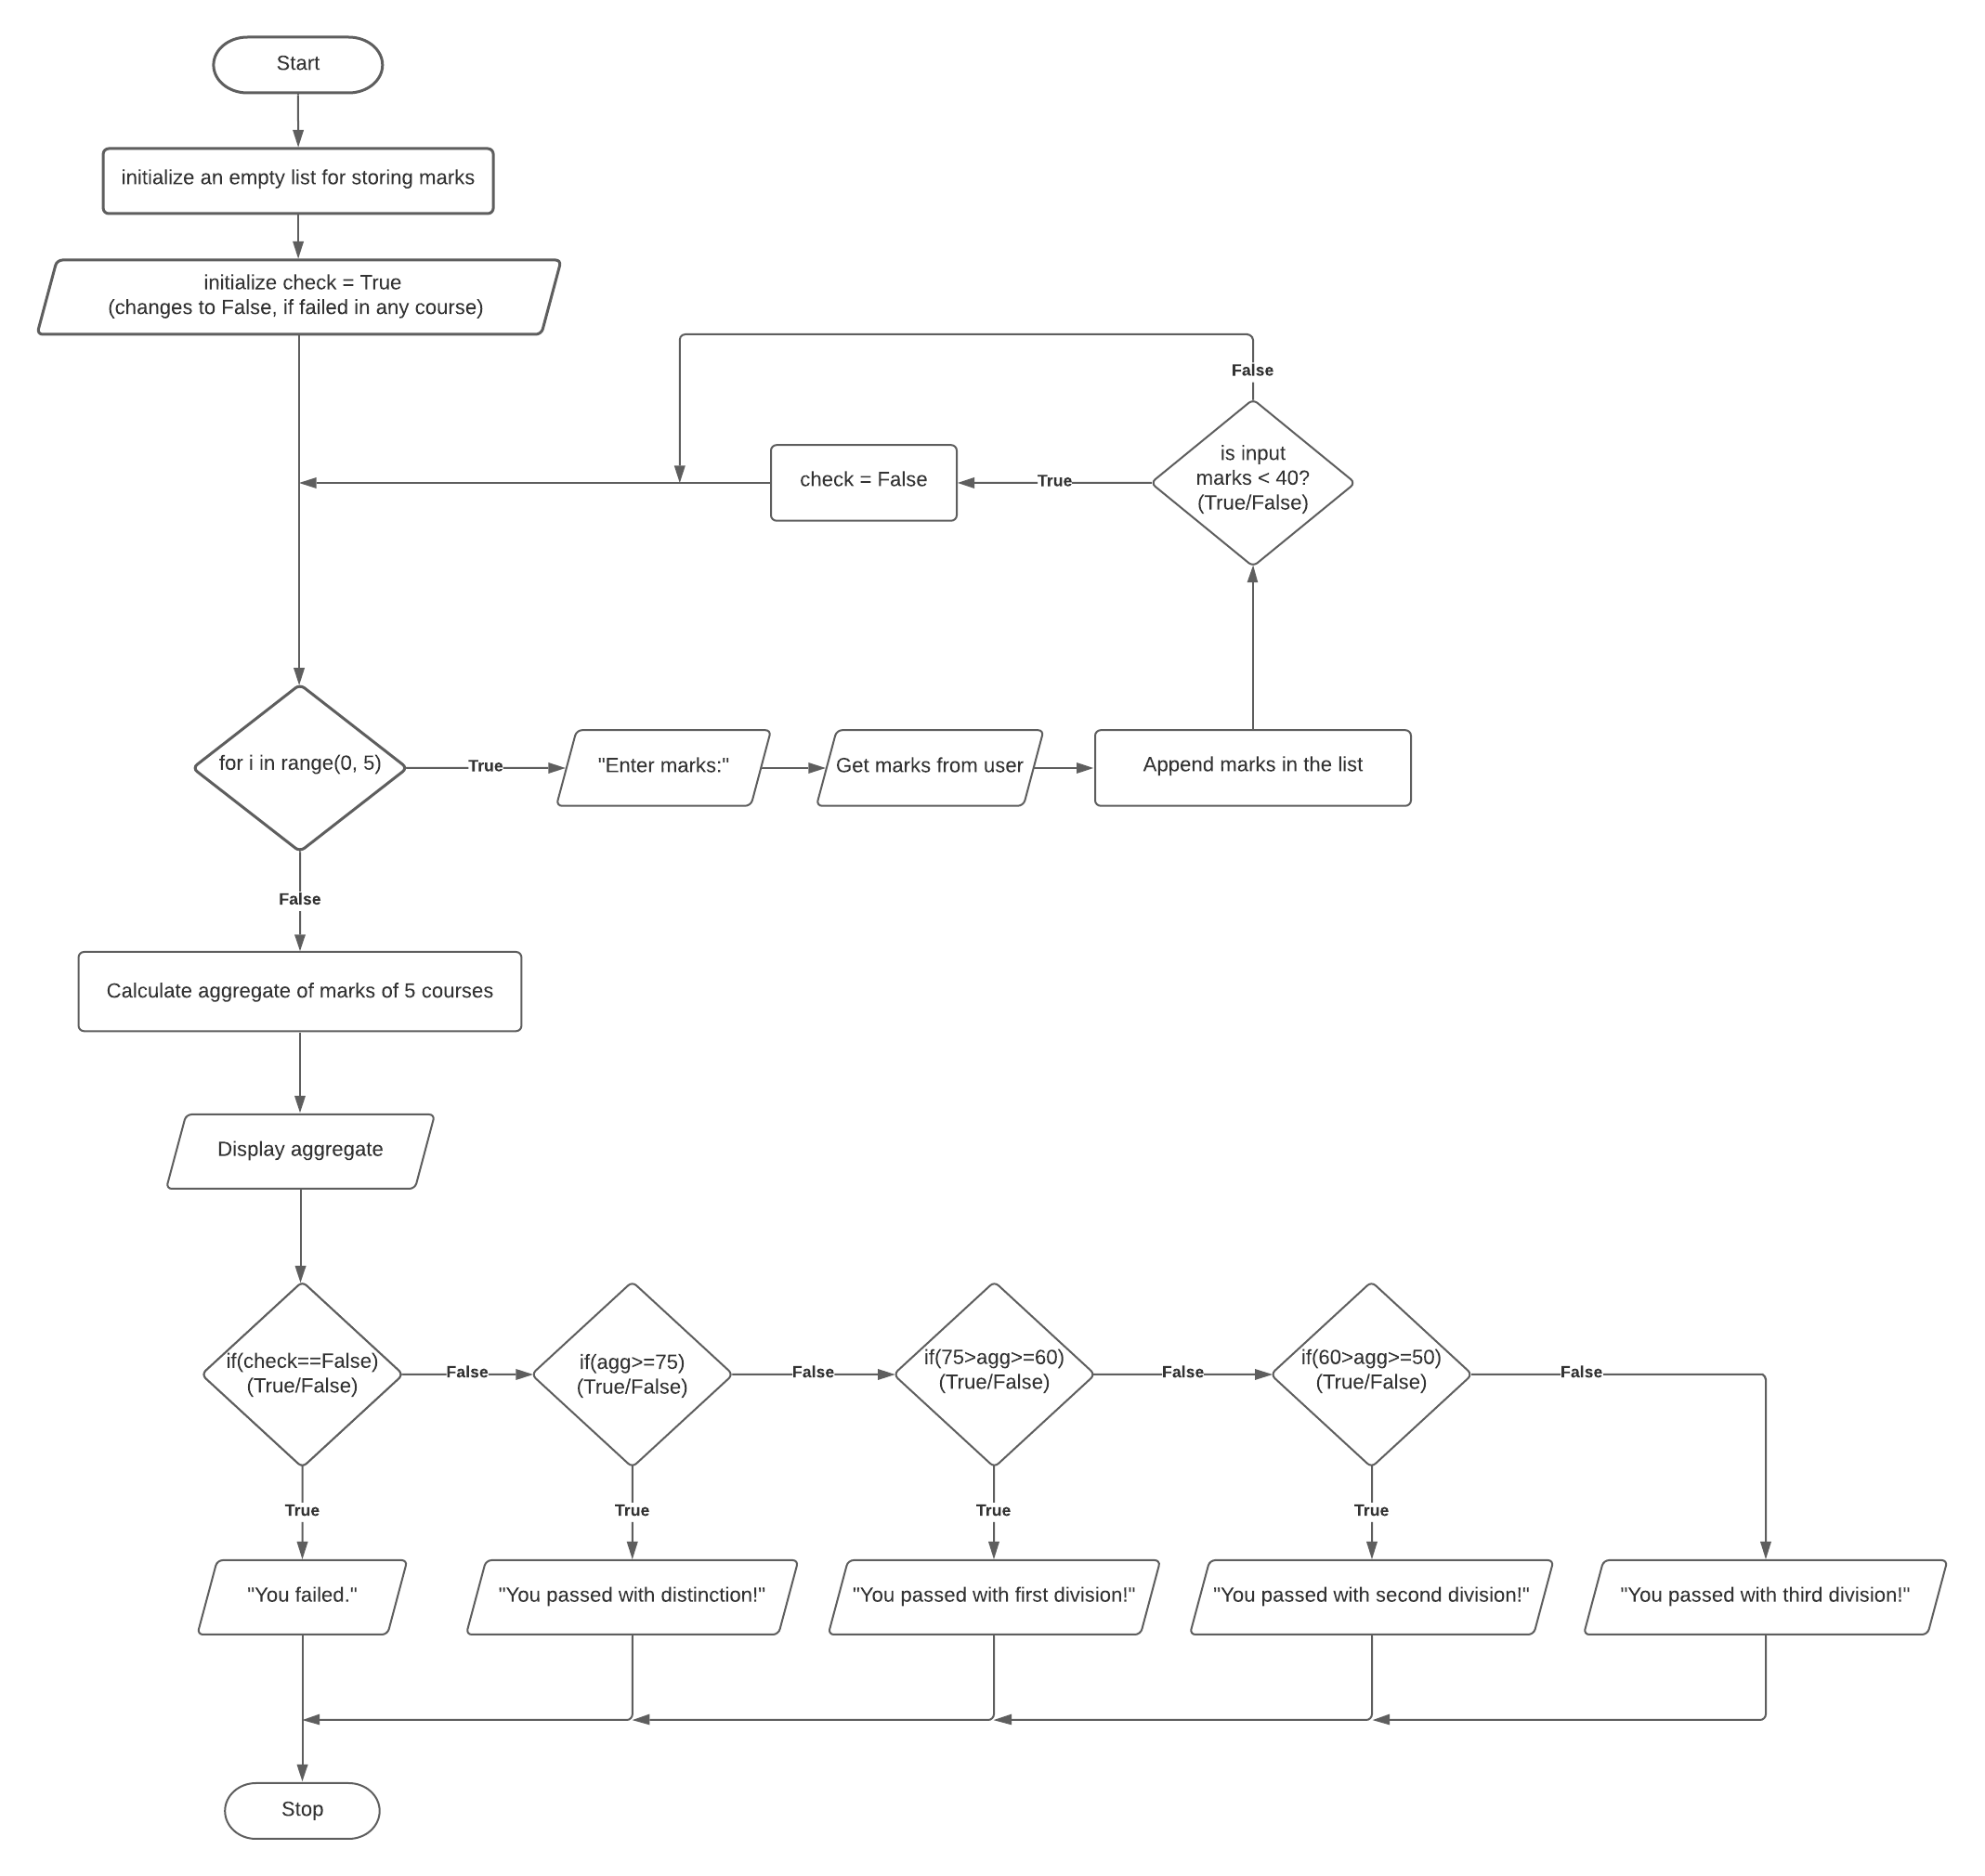 Start
initialize an empty list for storing marks
initialize check = True
(changes to False, if failed in any course)
False
is input
marks < 40?
(True/False)
True
check = False
for i in range(0, 5)
True
"Enter marks:"
Get marks from user
Append marks in the list
False
Calculate aggregate of marks of 5 courses
Display aggregate
if(check==False)
(True/False)
False
if(agg>=75)
(True/False)
False
if(75>agg>=60)
(True/False)
False
if(60>agg>=50)
(True/False)
False
True
True
True
True
"You failed."
"You passed with distinction!"
"You passed with first division!"
"You passed with second division!"
"You passed with third division!"
Stop